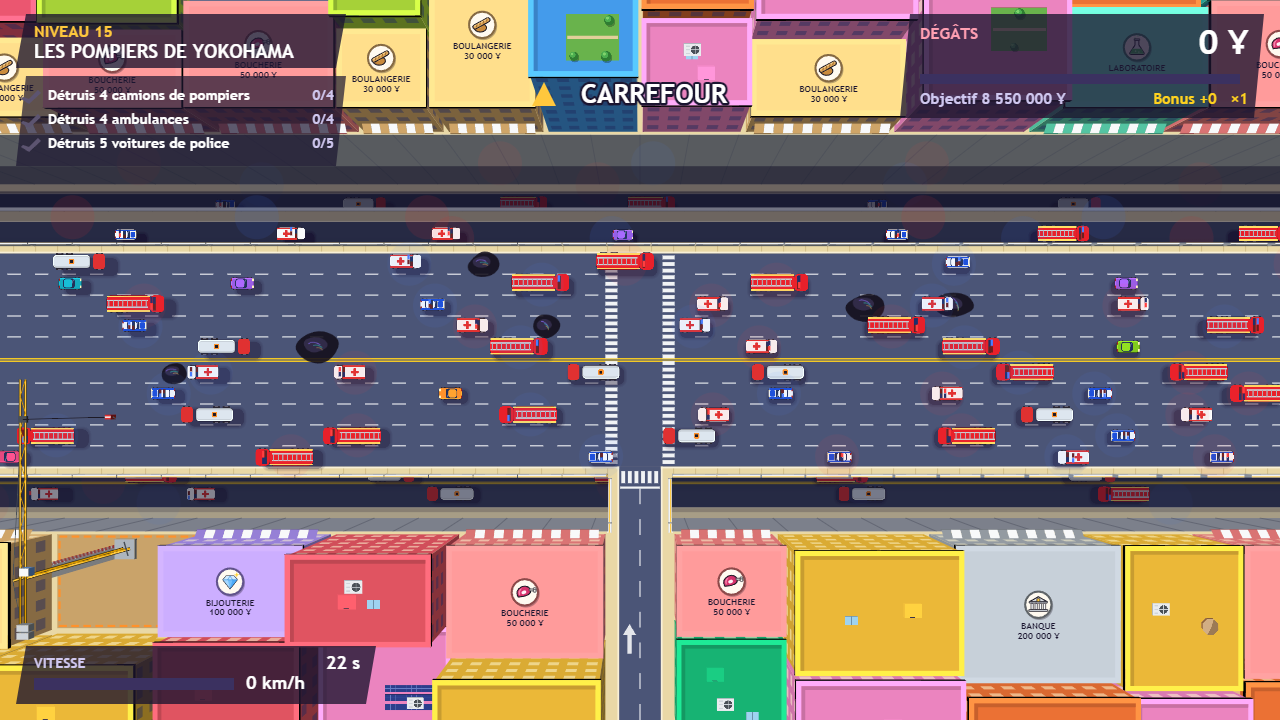 NIVEAU 15
LES POMPIERS DE YOKOHAMA
Détruis 4 camions de pompiers 0/4
Détruis 4 ambulances 0/4
Détruis 5 voitures de police 0/5
BOUCHERIE
50 000 ¥
BOULANGERIE
30 000 ¥
BOULANGERIE
30 000 ¥
CARREFOUR
BOULANGERIE
30 000 ¥
DÉGÂTS
0 ¥
LABORATOIRE
Objectif 8 550 000 ¥
Bonus +0 ×1
BIJOUTERIE
100 000 ¥
BOUCHERIE
50 000 ¥
BOUCHERIE
50 000 ¥
BANQUE
200 000 ¥
VITESSE
22 s
0 km/h